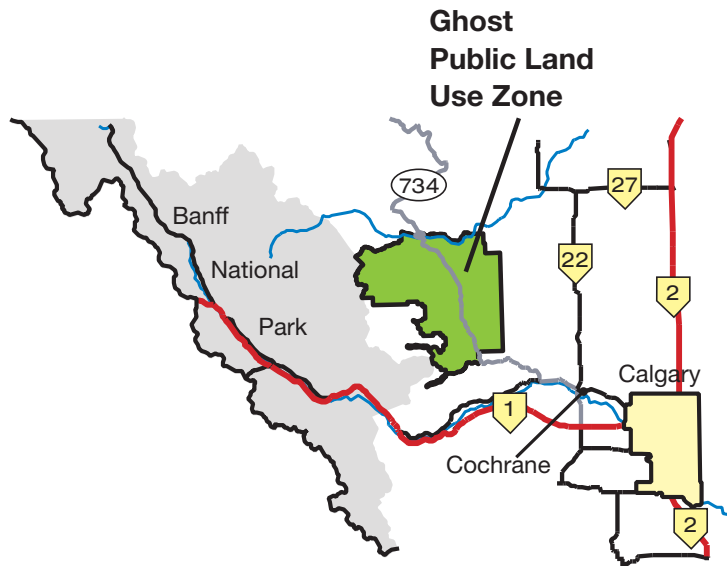 Ghost
Public Land
Use Zone
734
27
Banff
22
National
2
Park
Calgary
1
Cochrane
2